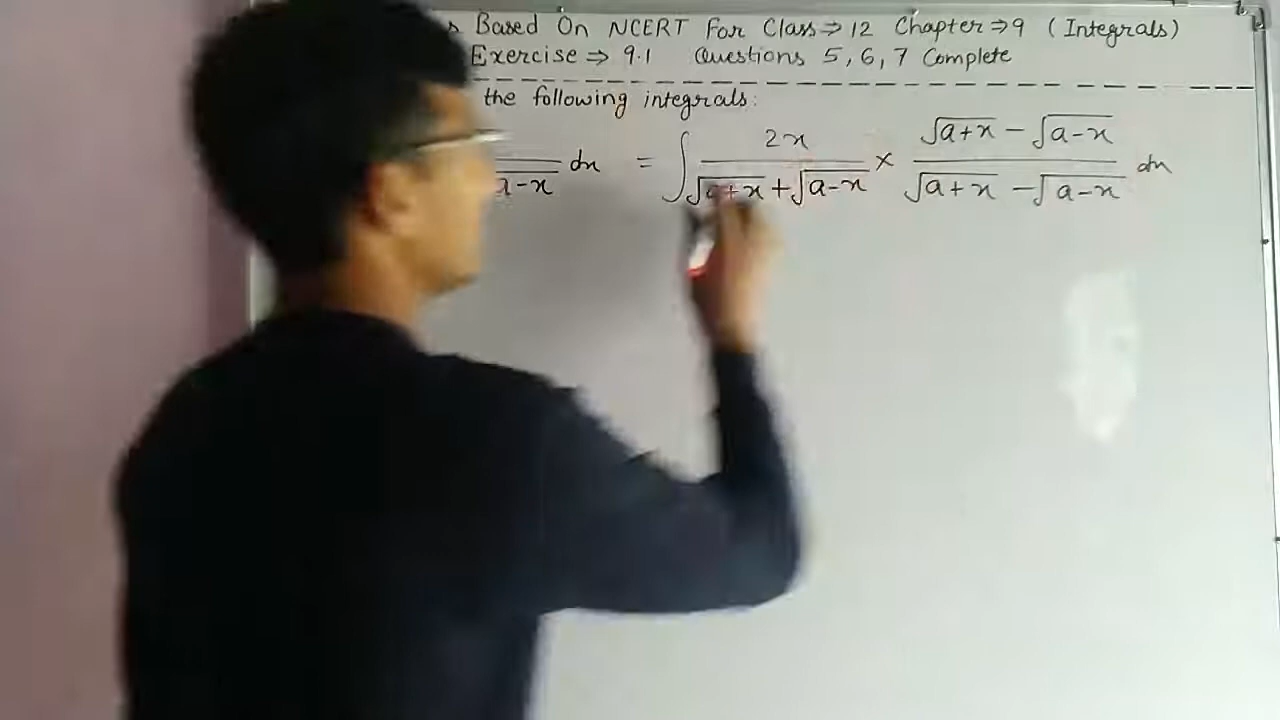 Based On NCERT For Class ⇒ 12 Chapter ⇒ 9 (Integrals)
Exercise ⇒ 9.1 Questions 5, 6, 7 Complete
the following integrals:
a-x dx = ∫ 2x / (√(a+x) + √(a-x)) × (√(a+x) - √(a-x)) / (√(a+x) - √(a-x)) dx